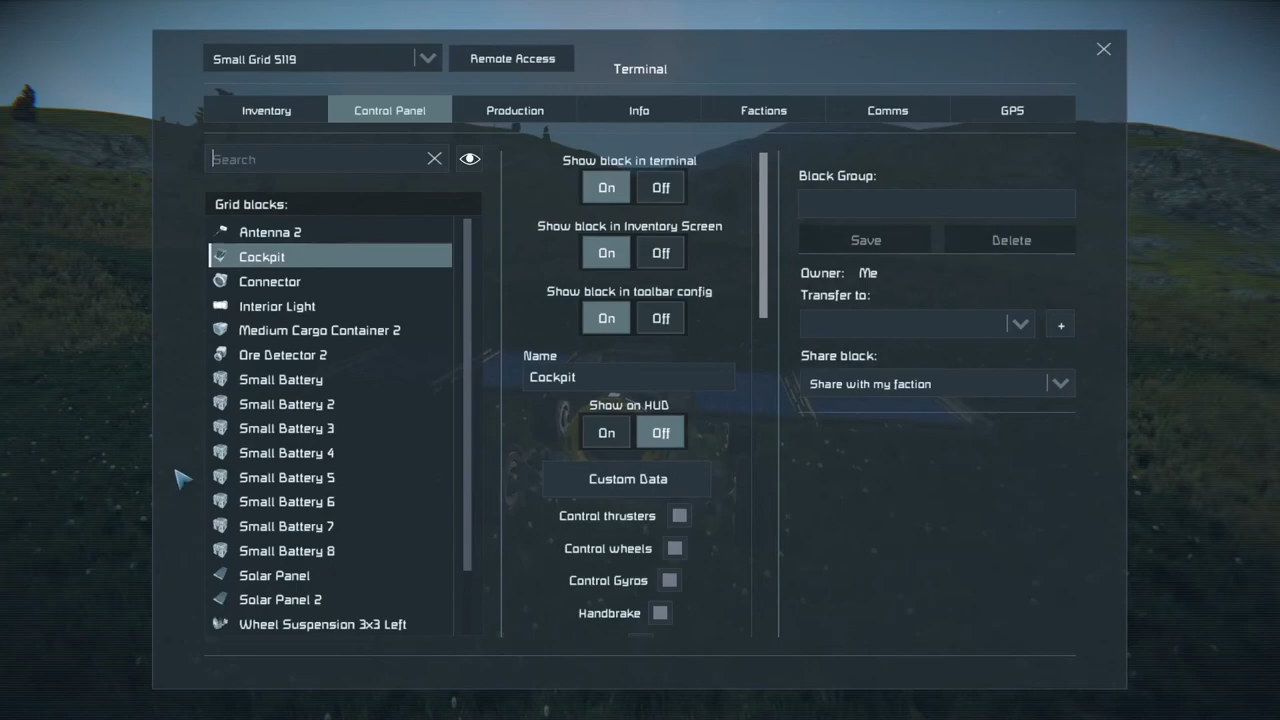 Small Grid 5119
Remote Access
Terminal
Inventory
Control Panel
Production
Info
Factions
Comms
GPS
Search
Grid blocks:
Antenna 2
Cockpit
Connector
Interior Light
Medium Cargo Container 2
Ore Detector 2
Small Battery
Small Battery 2
Small Battery 3
Small Battery 4
Small Battery 5
Small Battery 6
Small Battery 7
Small Battery 8
Solar Panel
Solar Panel 2
Wheel Suspension 3x3 Left
Show block in terminal
On Off
Show block in Inventory Screen
On Off
Show block in toolbar config
On Off
Name
Cockpit
Show on HUD
On Off
Custom Data
Control thrusters
Control wheels
Control Gyros
Handbrake
Block Group:
Save Delete
Owner: Me
Transfer to:
+
Share block:
Share with my faction